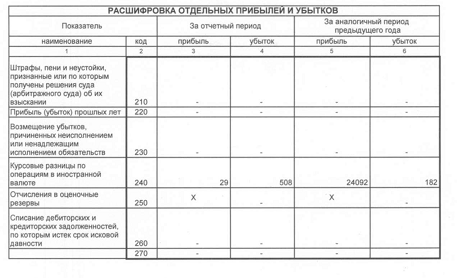 РАСШИФРОВКА ОТДЕЛЬНЫХ ПРИБЫЛЕЙ И УБЫТКОВ
Показатель За отчетный период За аналогичный период
предыдущего года
наименование код прибыль убыток прибыль убыток
1 2 3 4 5 6
Штрафы, пени и неустойки,
признанные или по которым
получены решения суда
(арбитражного суда) об их
взыскании 210 - - - -
Прибыль (убыток) прошлых лет 220 - - - -
Возмещение убытков,
причиненных неисполнением
или ненадлежащим
исполнением обязательств 230 - - - -
Курсовые разницы по
операциям в иностранной
валюте 240 29 508 24092 182
Отчисления в оценочные
резервы 250 X - X -
Списание дебиторских и
кредиторских задолженностей,
по которым истек срок исковой
давности 260 - - - -
270 - - - -